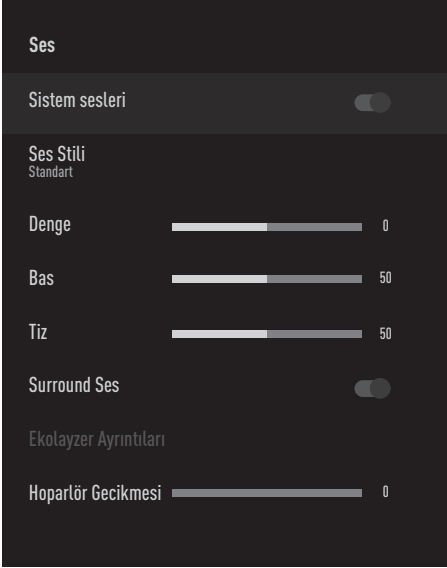 Ses
Sistem sesleri
Ses Stili
Standart
Denge 0
Bas 50
Tiz 50
Surround Ses
Ekolayzer Ayrıntıları
Hoparlör Gecikmesi 0